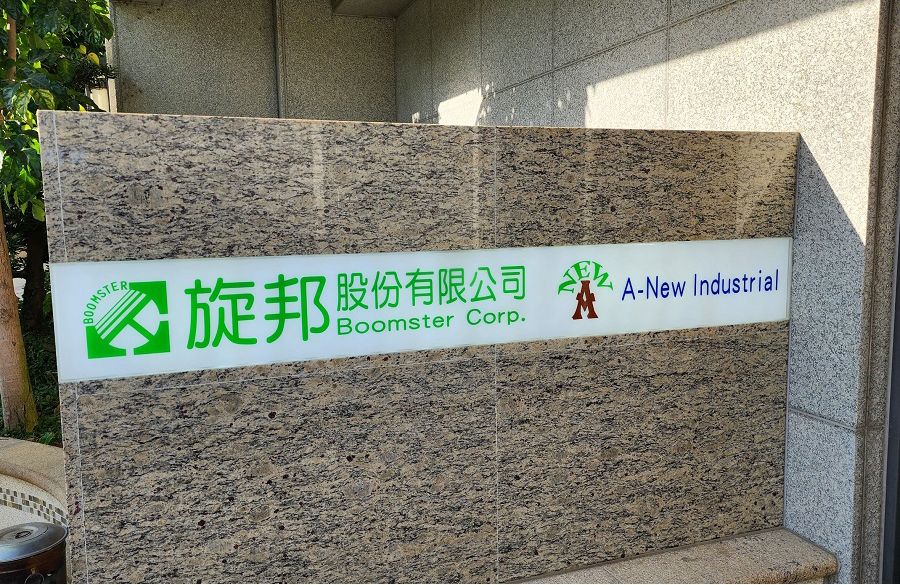 BOOMSTER
旋邦
股份有限公司
Boomster Corp.
NEW
A
A-New Industrial